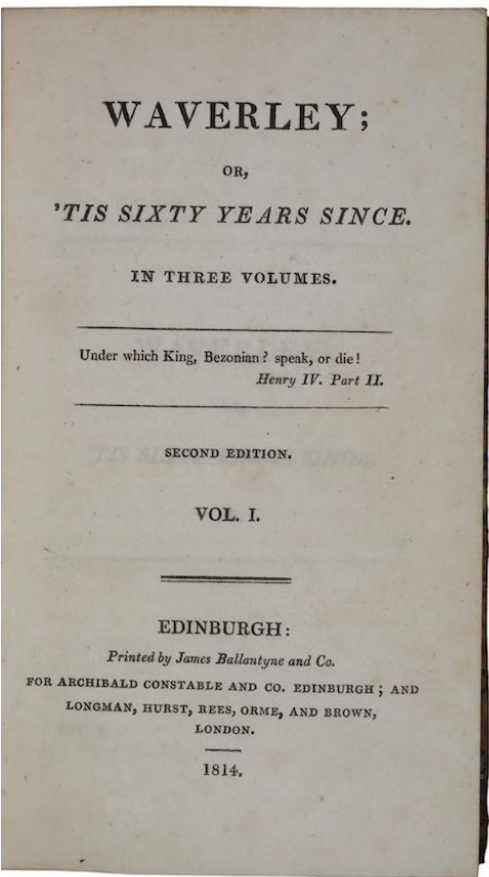 WAVERLEY;
OR,
'TIS SIXTY YEARS SINCE.
IN THREE VOLUMES.
Under which King, Bezonian? speak, or die!
Henry IV. Part II.
SECOND EDITION.
VOL. I.
EDINBURGH:
Printed by James Ballantyne and Co.
FOR ARCHIBALD CONSTABLE AND CO. EDINBURGH; AND
LONGMAN, HURST, REES, ORME, AND BROWN,
LONDON.
1814.